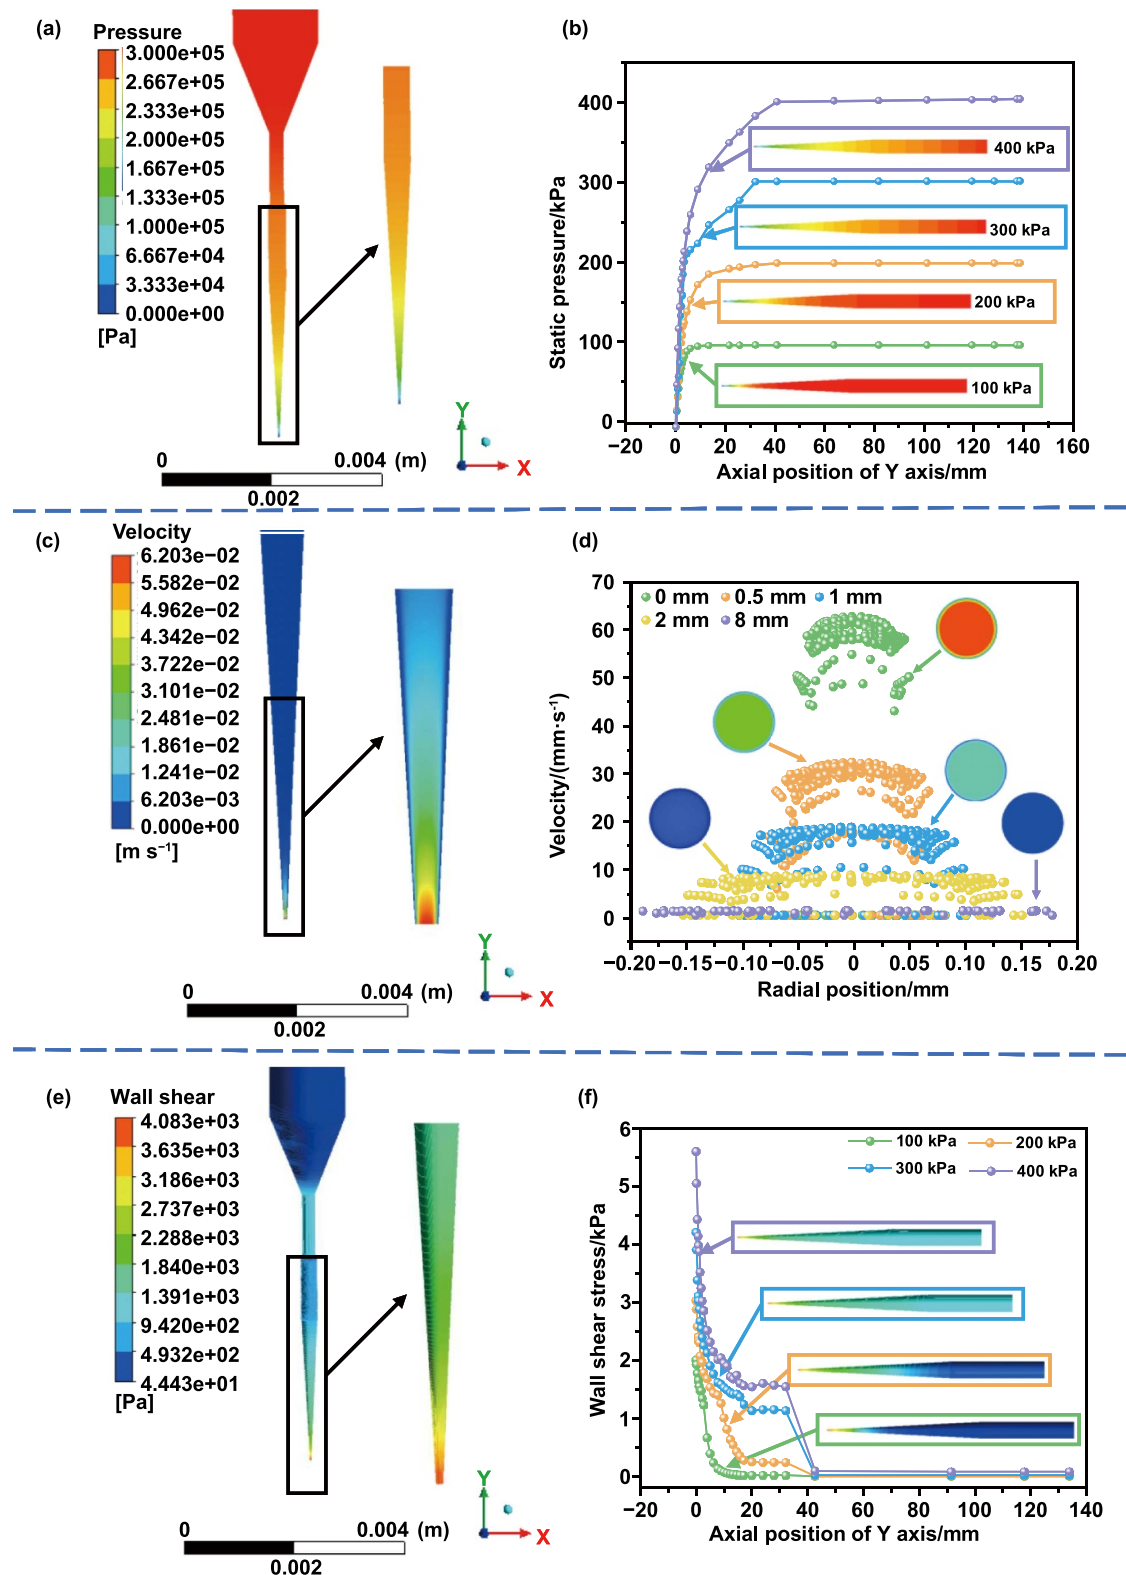 (a)
Pressure
3.000e+05
2.667e+05
2.333e+05
2.000e+05
1.667e+05
1.333e+05
1.000e+05
6.667e+04
3.333e+04
0.000e+00
[Pa]
Y
X
0 0.004 (m)
0.002
(b)
Static pressure/kPa
400
300
200
100
0
400 kPa
300 kPa
200 kPa
100 kPa
−20 0 20 40 60 80 100 120 140 160
Axial position of Y axis/mm
(c)
Velocity
6.203e−02
5.582e−02
4.962e−02
4.342e−02
3.722e−02
3.101e−02
2.481e−02
1.861e−02
1.241e−02
6.203e−03
0.000e+00
[m s⁻¹]
Y
X
0 0.004 (m)
0.002
(d)
Velocity/(mm·s⁻¹)
70
60
50
40
30
20
10
0
0 mm 0.5 mm 1 mm
2 mm 8 mm
−0.20 −0.15 −0.10 −0.05 0 0.05 0.10 0.15 0.20
Radial position/mm
(e)
Wall shear
4.083e+03
3.635e+03
3.186e+03
2.737e+03
2.288e+03
1.840e+03
1.391e+03
9.420e+02
4.932e+02
4.443e+01
[Pa]
Y
X
0 0.004 (m)
0.002
(f)
Wall shear stress/kPa
6
5
4
3
2
1
0
100 kPa 200 kPa
300 kPa 400 kPa
−20 0 20 40 60 80 100 120 140
Axial position of Y axis/mm